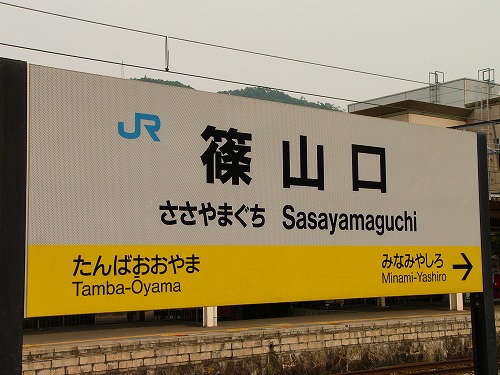 JR
篠山口
ささやまぐち Sasayamaguchi
たんばおおやま
Tamba-Ōyama
みなみやしろ
Minami-Yashiro →